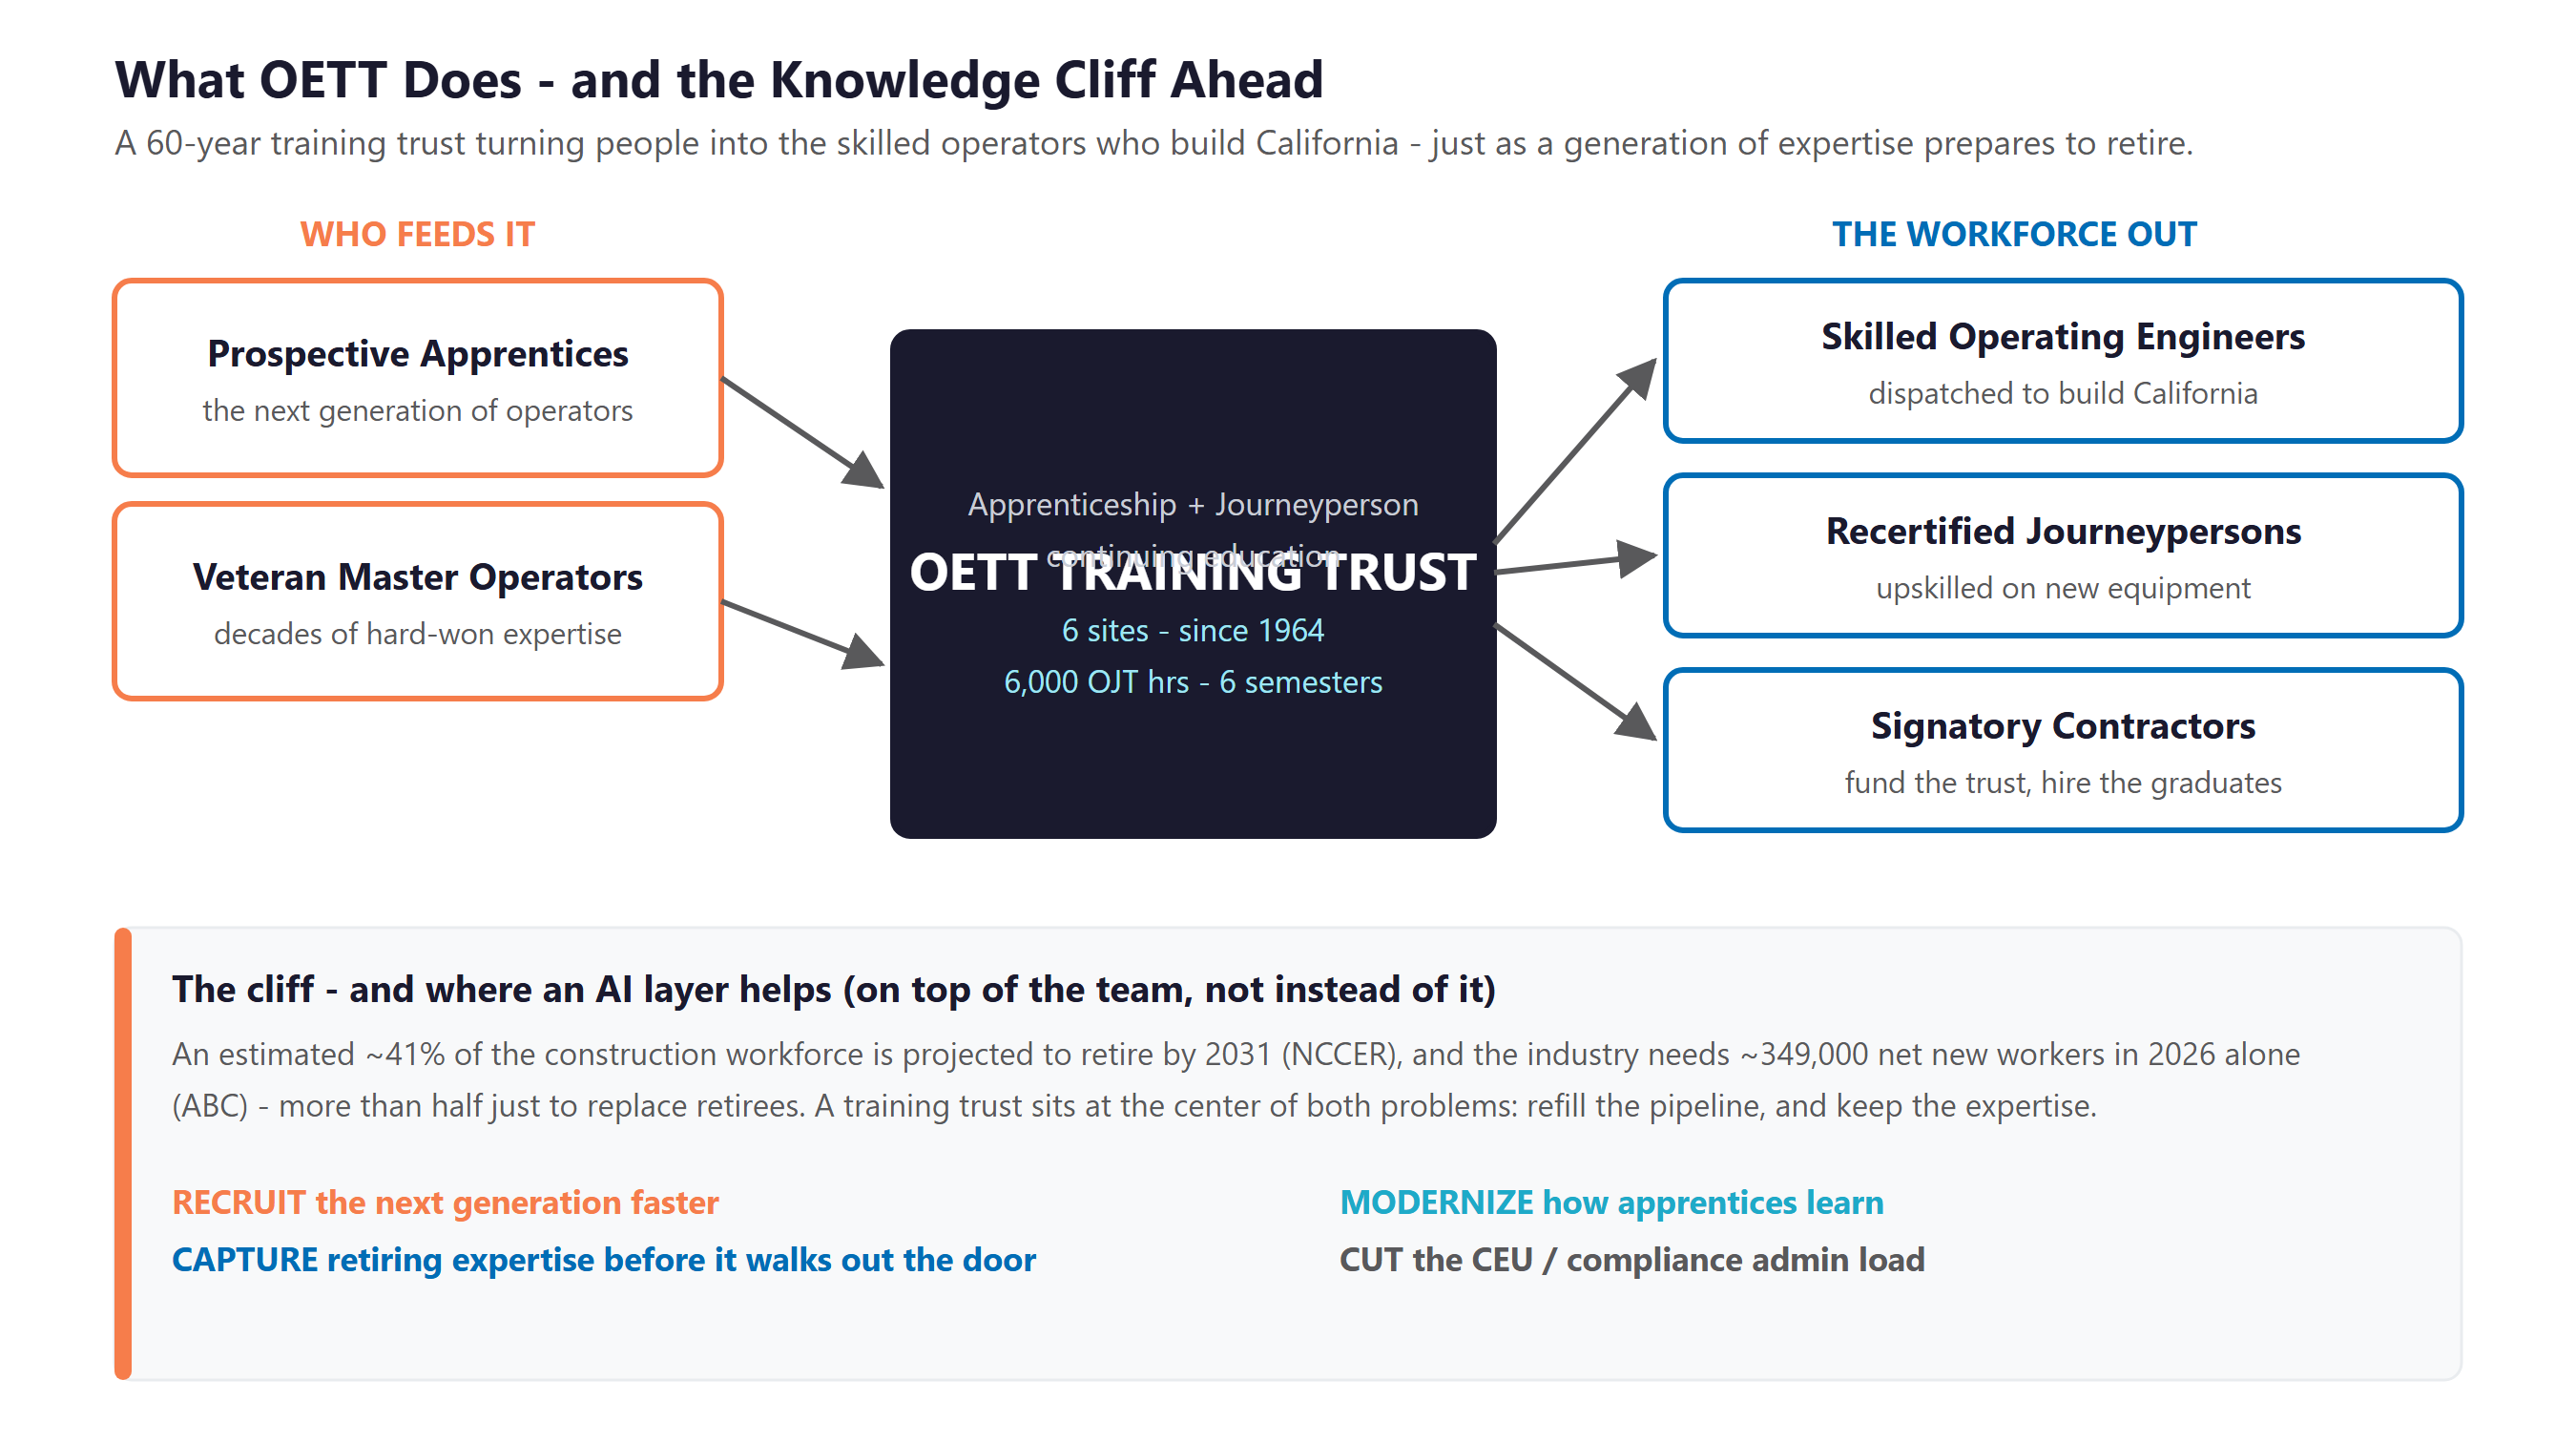 What OETT Does - and the Knowledge Cliff Ahead
A 60-year training trust turning people into the skilled operators who build California - just as a generation of expertise prepares to retire.
WHO FEEDS IT
Prospective Apprentices
the next generation of operators
Veteran Master Operators
decades of hard-won expertise
Apprenticeship + Journeyperson
continuing education
OETT TRAINING TRUST
6 sites - since 1964
6,000 OJT hrs - 6 semesters
THE WORKFORCE OUT
Skilled Operating Engineers
dispatched to build California
Recertified Journeypersons
upskilled on new equipment
Signatory Contractors
fund the trust, hire the graduates
The cliff - and where an AI layer helps (on top of the team, not instead of it)
An estimated ~41% of the construction workforce is projected to retire by 2031 (NCCER), and the industry needs ~349,000 net new workers in 2026 alone
(ABC) - more than half just to replace retirees. A training trust sits at the center of both problems: refill the pipeline, and keep the expertise.
RECRUIT the next generation faster
CAPTURE retiring expertise before it walks out the door
MODERNIZE how apprentices learn
CUT the CEU / compliance admin load